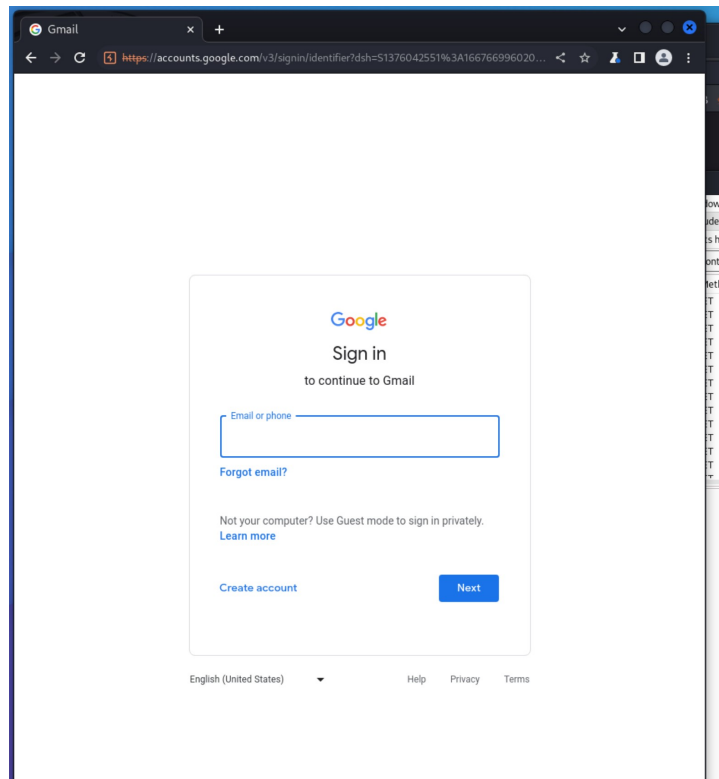 Gmail
https://accounts.google.com/v3/signin/identifier?dsh=S1376042551%3A166766996020...
Google
Sign in
to continue to Gmail
Email or phone
Forgot email?
Not your computer? Use Guest mode to sign in privately.
Learn more
Create account
Next
English (United States)
Help Privacy Terms